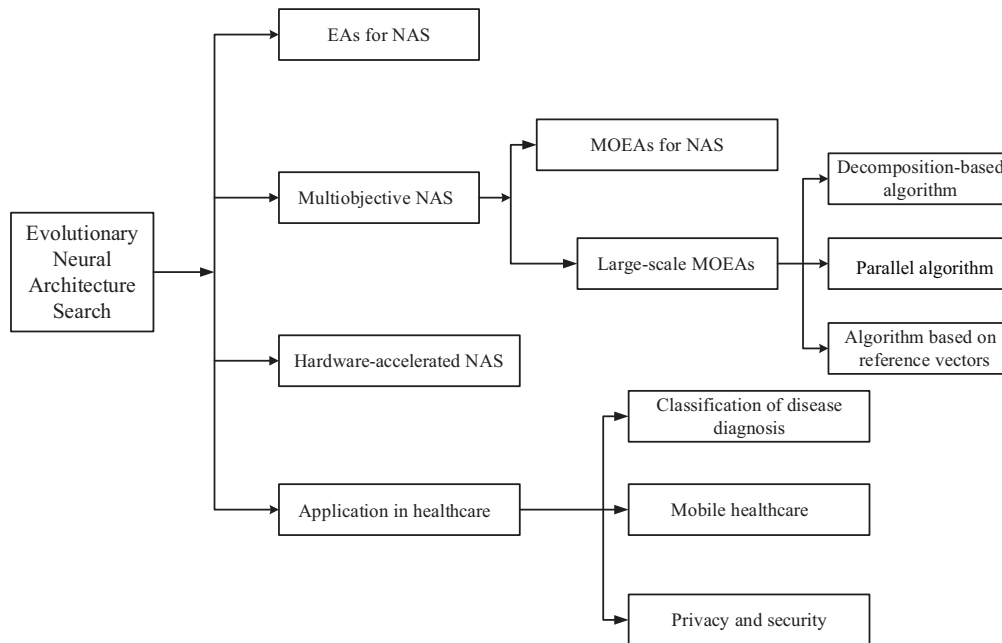 EAs for NAS
MOEAs for NAS
Decomposition-based
algorithm
Multiobjective NAS
Evolutionary
Neural
Architecture
Search
Large-scale MOEAs
Parallel algorithm
Algorithm based on
reference vectors
Hardware-accelerated NAS
Classification of disease
diagnosis
Application in healthcare
Mobile healthcare
Privacy and security